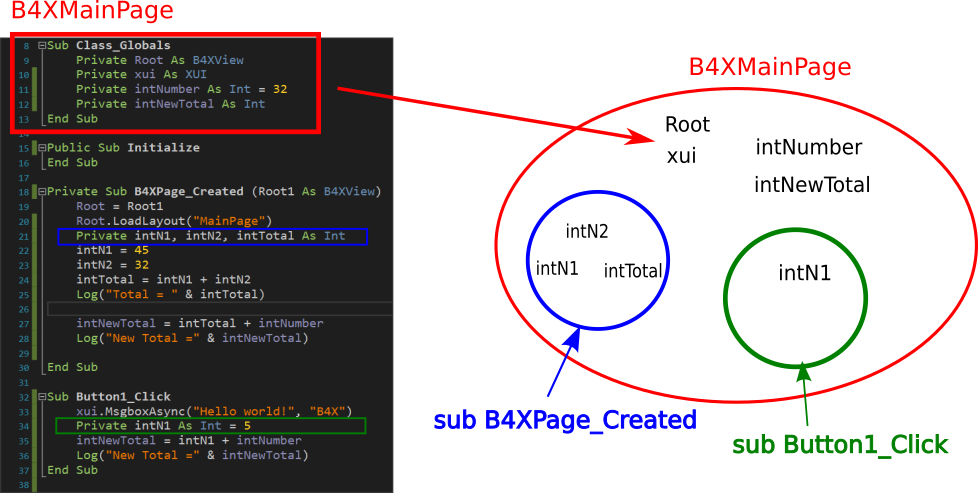 B4XMainPage
8 Sub Class_Globals
9 Private Root As B4XView
10 Private xui As XUI
11 Private intNumber As Int = 32
12 Private intNewTotal As Int
13 End Sub
14
15 Public Sub Initialize
16 End Sub
17
18 Private Sub B4XPage_Created (Root1 As B4XView)
19 Root = Root1
20 Root.LoadLayout("MainPage")
21 Private intN1, intN2, intTotal As Int
22 intN1 = 45
23 intN2 = 32
24 intTotal = intN1 + intN2
25 Log("Total = " & intTotal)
26
27 intNewTotal = intTotal + intNumber
28 Log("New Total =" & intNewTotal)
29
30 End Sub
31
32 Sub Button1_Click
33 xui.MsgboxAsync("Hello world!", "B4X")
34 Private intN1 As Int = 5
35 intNewTotal = intN1 + intNumber
36 Log("New Total =" & intNewTotal)
37 End Sub
38
B4XMainPage
Root
xui
intNumber
intNewTotal
intN2
intN1 intTotal
intN1
sub B4XPage_Created
sub Button1_Click